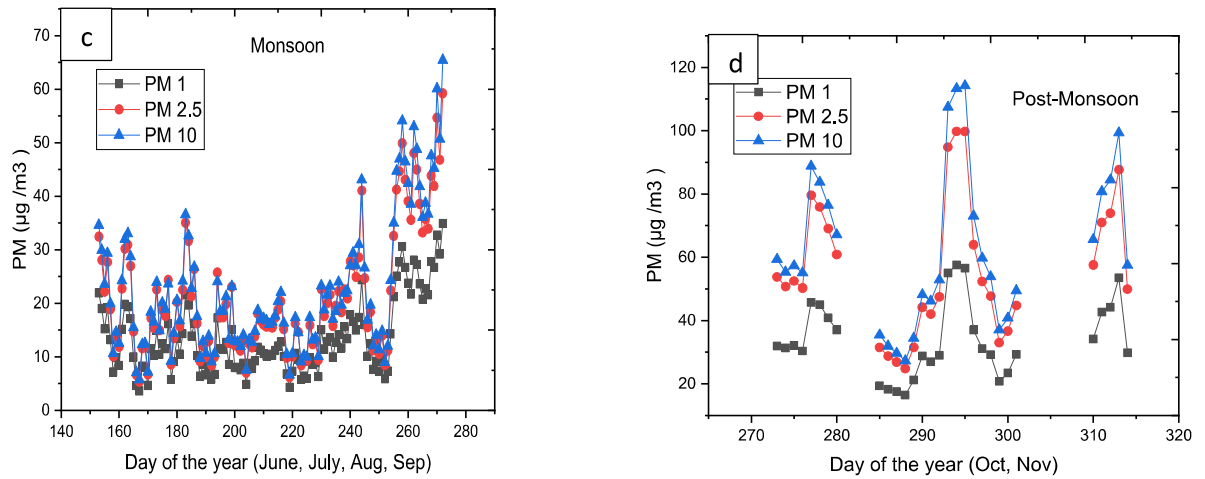 c
Monsoon
PM 1
PM 2.5
PM 10
PM (µg /m3 )
70
60
50
40
30
20
10
0
140 160 180 200 220 240 260 280
Day of the year (June, July, Aug, Sep)
d
Post-Monsoon
PM 1
PM 2.5
PM 10
PM (µg /m3)
120
100
80
60
40
20
270 280 290 300 310 320
Day of the year (Oct, Nov)